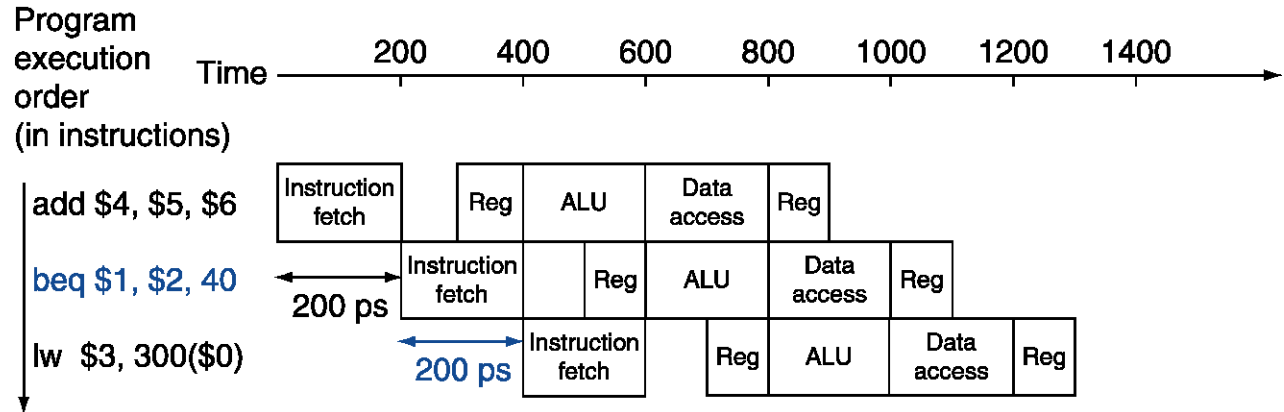 Program
execution
order
(in instructions)
Time
200 400 600 800 1000 1200 1400
add $4, $5, $6
Instruction
fetch
Reg
ALU
Data
access
Reg
beq $1, $2, 40
200 ps
Instruction
fetch
Reg
ALU
Data
access
Reg
lw $3, 300($0)
200 ps
Instruction
fetch
Reg
ALU
Data
access
Reg